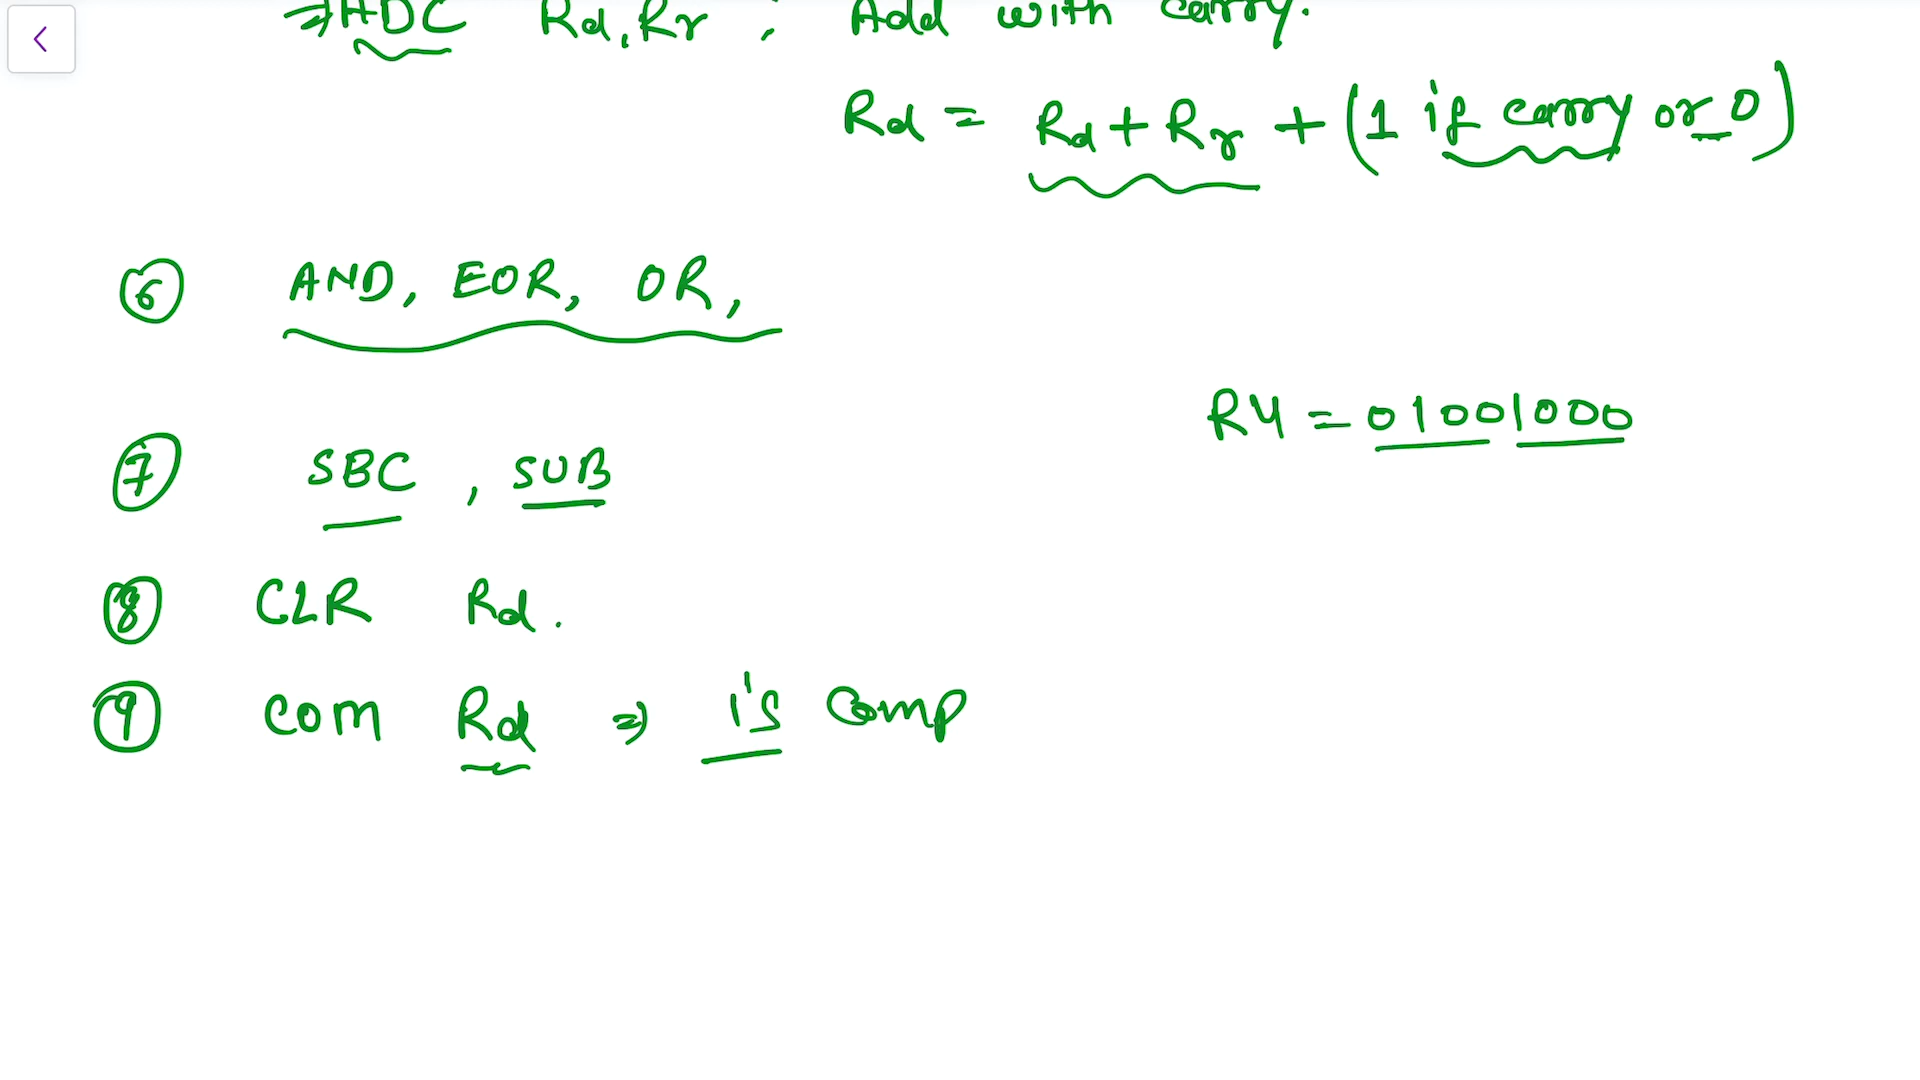 ⇒ADC Rd,Rr ; Add with carry.
Rd = Rd+Rr + (1 if carry or 0)
6 AND, EOR, OR,
R4 = 01001000
7 SBC , SUB
8 CLR Rd.
9 com Rd ⇒ 1's Comp